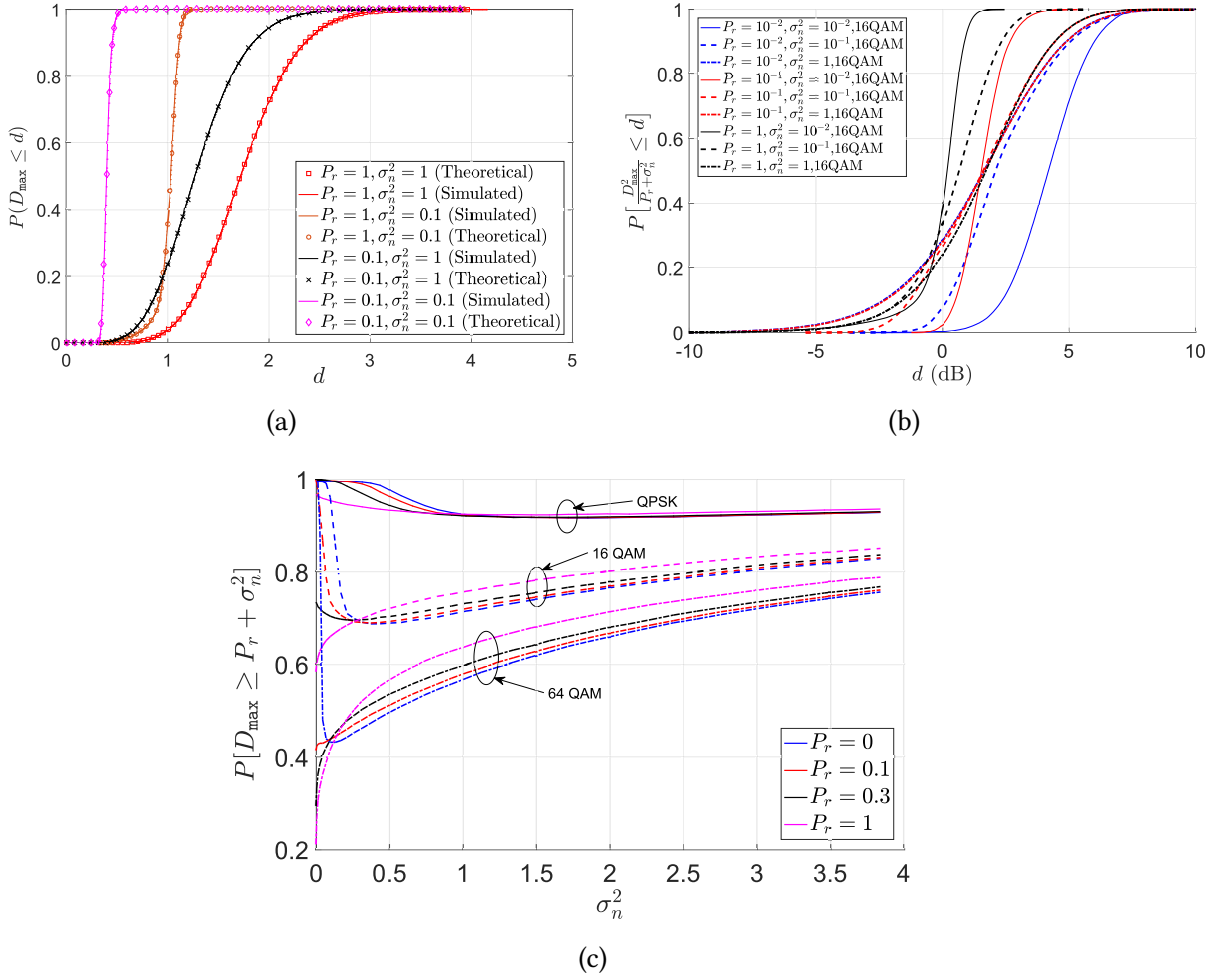 P(D_max ≤ d)
1
0.8
0.6
0.4
0.2
0
0 1 2 3 4 5
d
P_r = 1, σ_n^2 = 1 (Theoretical)
P_r = 1, σ_n^2 = 1 (Simulated)
P_r = 1, σ_n^2 = 0.1 (Simulated)
P_r = 1, σ_n^2 = 0.1 (Theoretical)
P_r = 0.1, σ_n^2 = 1 (Simulated)
P_r = 0.1, σ_n^2 = 1 (Theoretical)
P_r = 0.1, σ_n^2 = 0.1 (Simulated)
P_r = 0.1, σ_n^2 = 0.1 (Theoretical)
(a)
P[D_max^2 / (P_r + σ_n^2) ≤ d]
1
0.8
0.6
0.4
0.2
0
-10 -5 0 5 10
d (dB)
P_r = 10^-2, σ_n^2 = 10^-2, 16QAM
P_r = 10^-2, σ_n^2 = 10^-1, 16QAM
P_r = 10^-2, σ_n^2 = 1, 16QAM
P_r = 10^-1, σ_n^2 = 10^-2, 16QAM
P_r = 10^-1, σ_n^2 = 10^-1, 16QAM
P_r = 10^-1, σ_n^2 = 1, 16QAM
P_r = 1, σ_n^2 = 10^-2, 16QAM
P_r = 1, σ_n^2 = 10^-1, 16QAM
P_r = 1, σ_n^2 = 1, 16QAM
(b)
P[D_max ≥ P_r + σ_n^2]
1
0.8
0.6
0.4
0.2
0 0.5 1 1.5 2 2.5 3 3.5 4
σ_n^2
QPSK
16 QAM
64 QAM
P_r = 0
P_r = 0.1
P_r = 0.3
P_r = 1
(c)